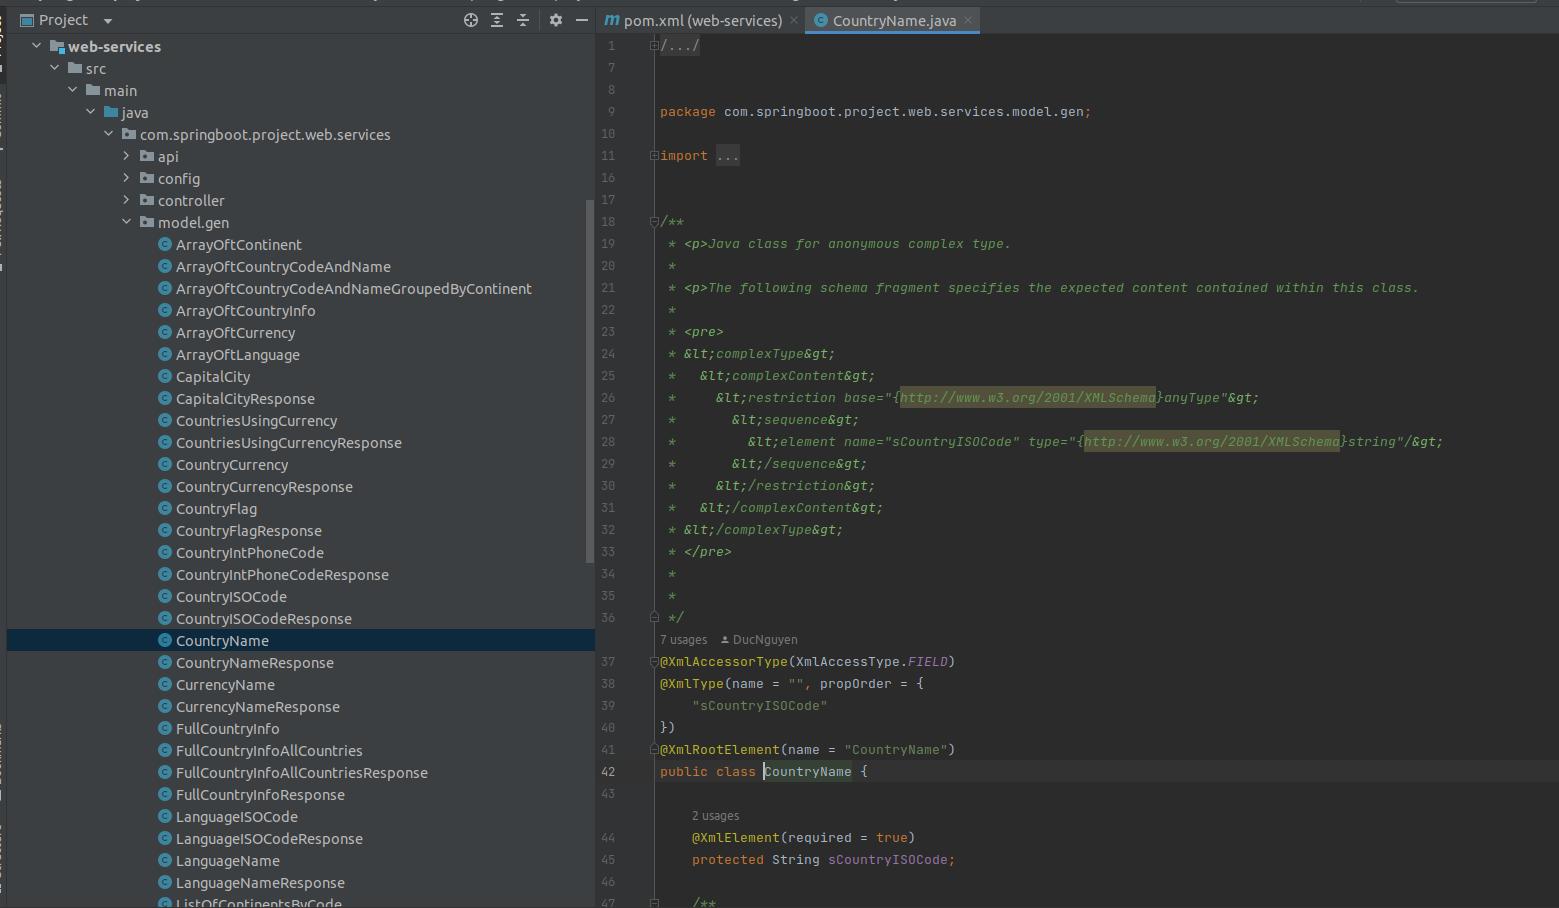 Project
pom.xml (web-services)
CountryName.java
web-services
src
main
java
com.springboot.project.web.services
api
config
controller
model.gen
ArrayOftContinent
ArrayOftCountryCodeAndName
ArrayOftCountryCodeAndNameGroupedByContinent
ArrayOftCountryInfo
ArrayOftCurrency
ArrayOftLanguage
CapitalCity
CapitalCityResponse
CountriesUsingCurrency
CountriesUsingCurrencyResponse
CountryCurrency
CountryCurrencyResponse
CountryFlag
CountryFlagResponse
CountryIntPhoneCode
CountryIntPhoneCodeResponse
CountryISOCode
CountryISOCodeResponse
CountryName
CountryNameResponse
CurrencyName
CurrencyNameResponse
FullCountryInfo
FullCountryInfoAllCountries
FullCountryInfoAllCountriesResponse
FullCountryInfoResponse
LanguageISOCode
LanguageISOCodeResponse
LanguageName
LanguageNameResponse
ListOfContinentsByCode
1 /.../
7
8
9 package com.springboot.project.web.services.model.gen;
10
11 import ...
16
17
18 /**
19 * <p>Java class for anonymous complex type.
20 *
21 * <p>The following schema fragment specifies the expected content contained within this class.
22 *
23 * <pre>
24 * &lt;complexType&gt;
25 *   &lt;complexContent&gt;
26 *     &lt;restriction base="{http://www.w3.org/2001/XMLSchema}anyType"&gt;
27 *       &lt;sequence&gt;
28 *         &lt;element name="sCountryISOCode" type="{http://www.w3.org/2001/XMLSchema}string"/&gt;
29 *       &lt;/sequence&gt;
30 *     &lt;/restriction&gt;
31 *   &lt;/complexContent&gt;
32 * &lt;/complexType&gt;
33 * </pre>
34 *
35 *
36 */
7 usages DucNguyen
37 @XmlAccessorType(XmlAccessType.FIELD)
38 @XmlType(name = "", propOrder = {
39 "sCountryISOCode"
40 })
41 @XmlRootElement(name = "CountryName")
42 public class CountryName {
43
2 usages
44 @XmlElement(required = true)
45 protected String sCountryISOCode;
46
47 /**